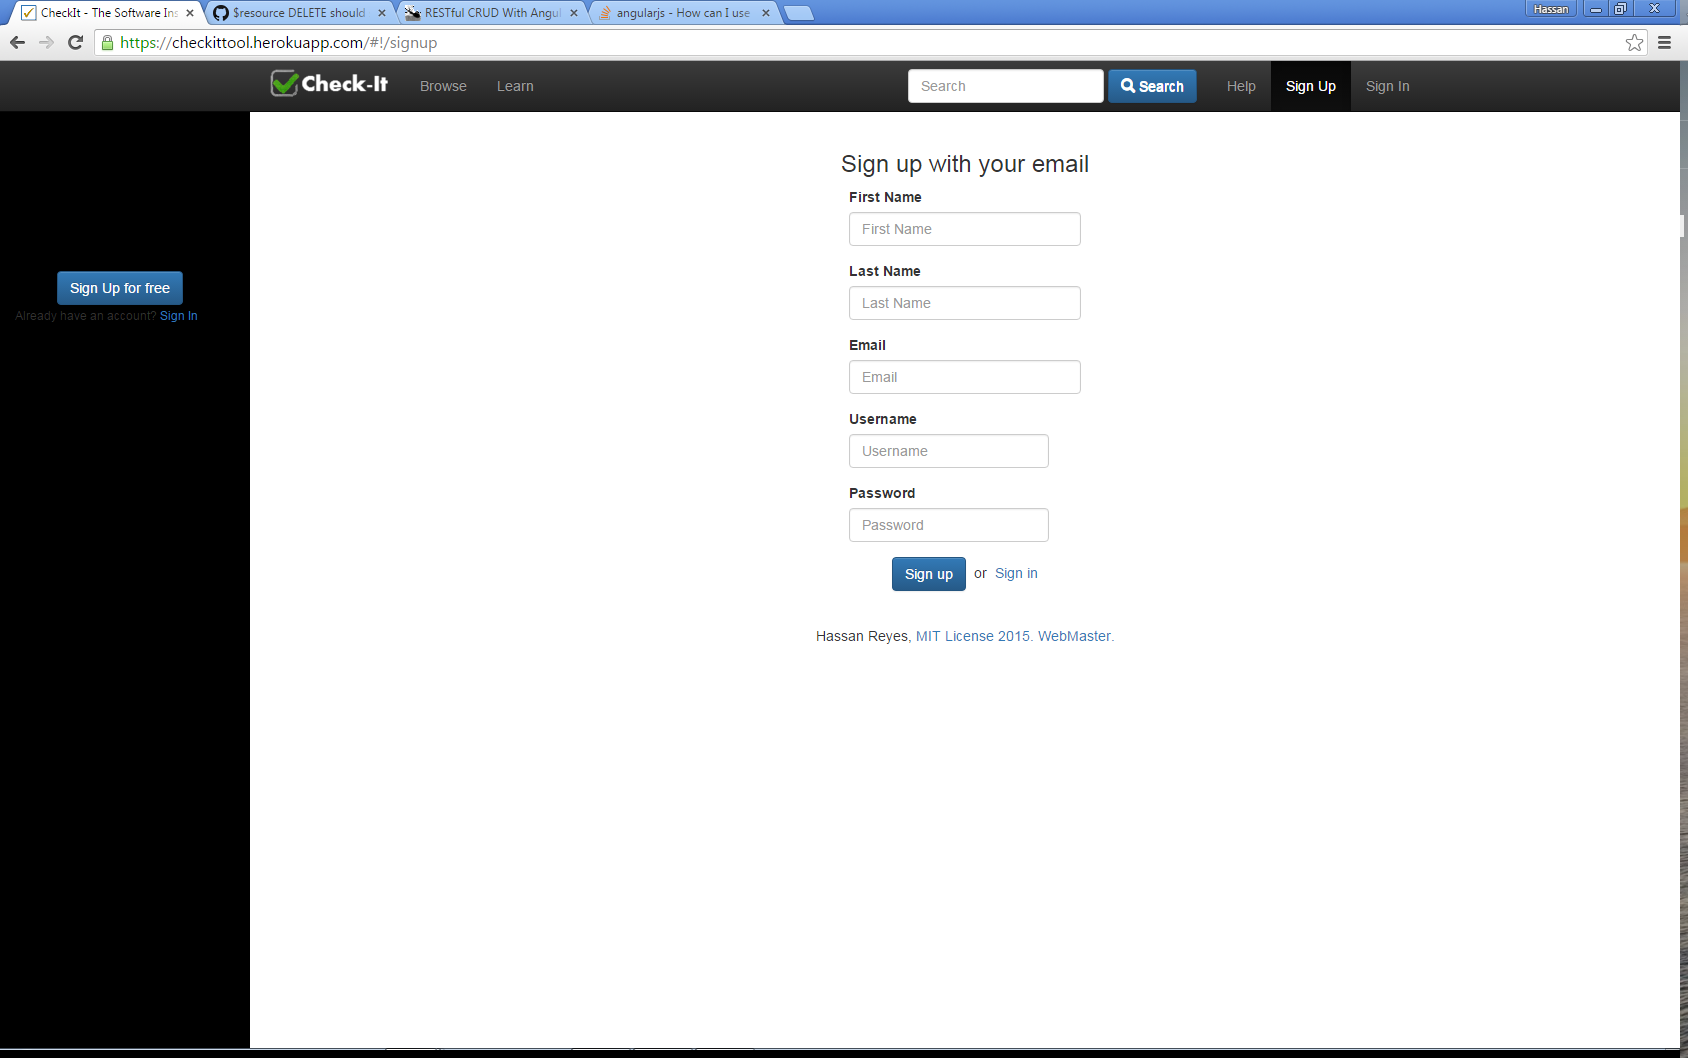 CheckIt - The Software Ins
$resource DELETE should
RESTful CRUD With Angul
angularjs - How can I use
Hassan
https://checkittool.herokuapp.com/#!/signup
Check-It
Browse
Learn
Search
Search
Help
Sign Up
Sign In
Sign Up for free
Already have an account? Sign In
Sign up with your email
First Name
First Name
Last Name
Last Name
Email
Email
Username
Username
Password
Password
Sign up or Sign in
Hassan Reyes, MIT License 2015. WebMaster.